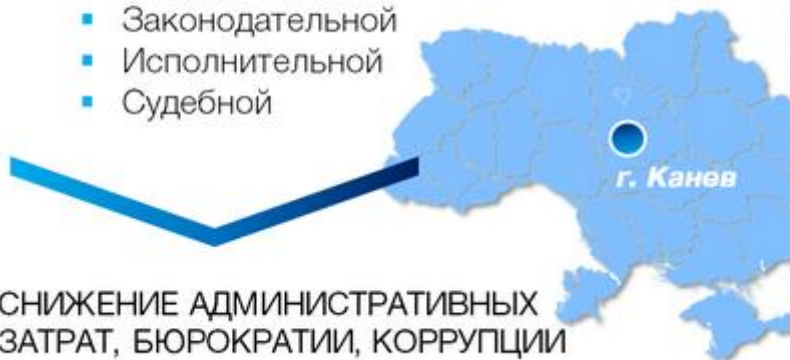 Законодательной
Исполнительной
Судебной
г. Канев
СНИЖЕНИЕ АДМИНИСТРАТИВНЫХ
ЗАТРАТ, БЮРОКРАТИИ, КОРРУПЦИИ